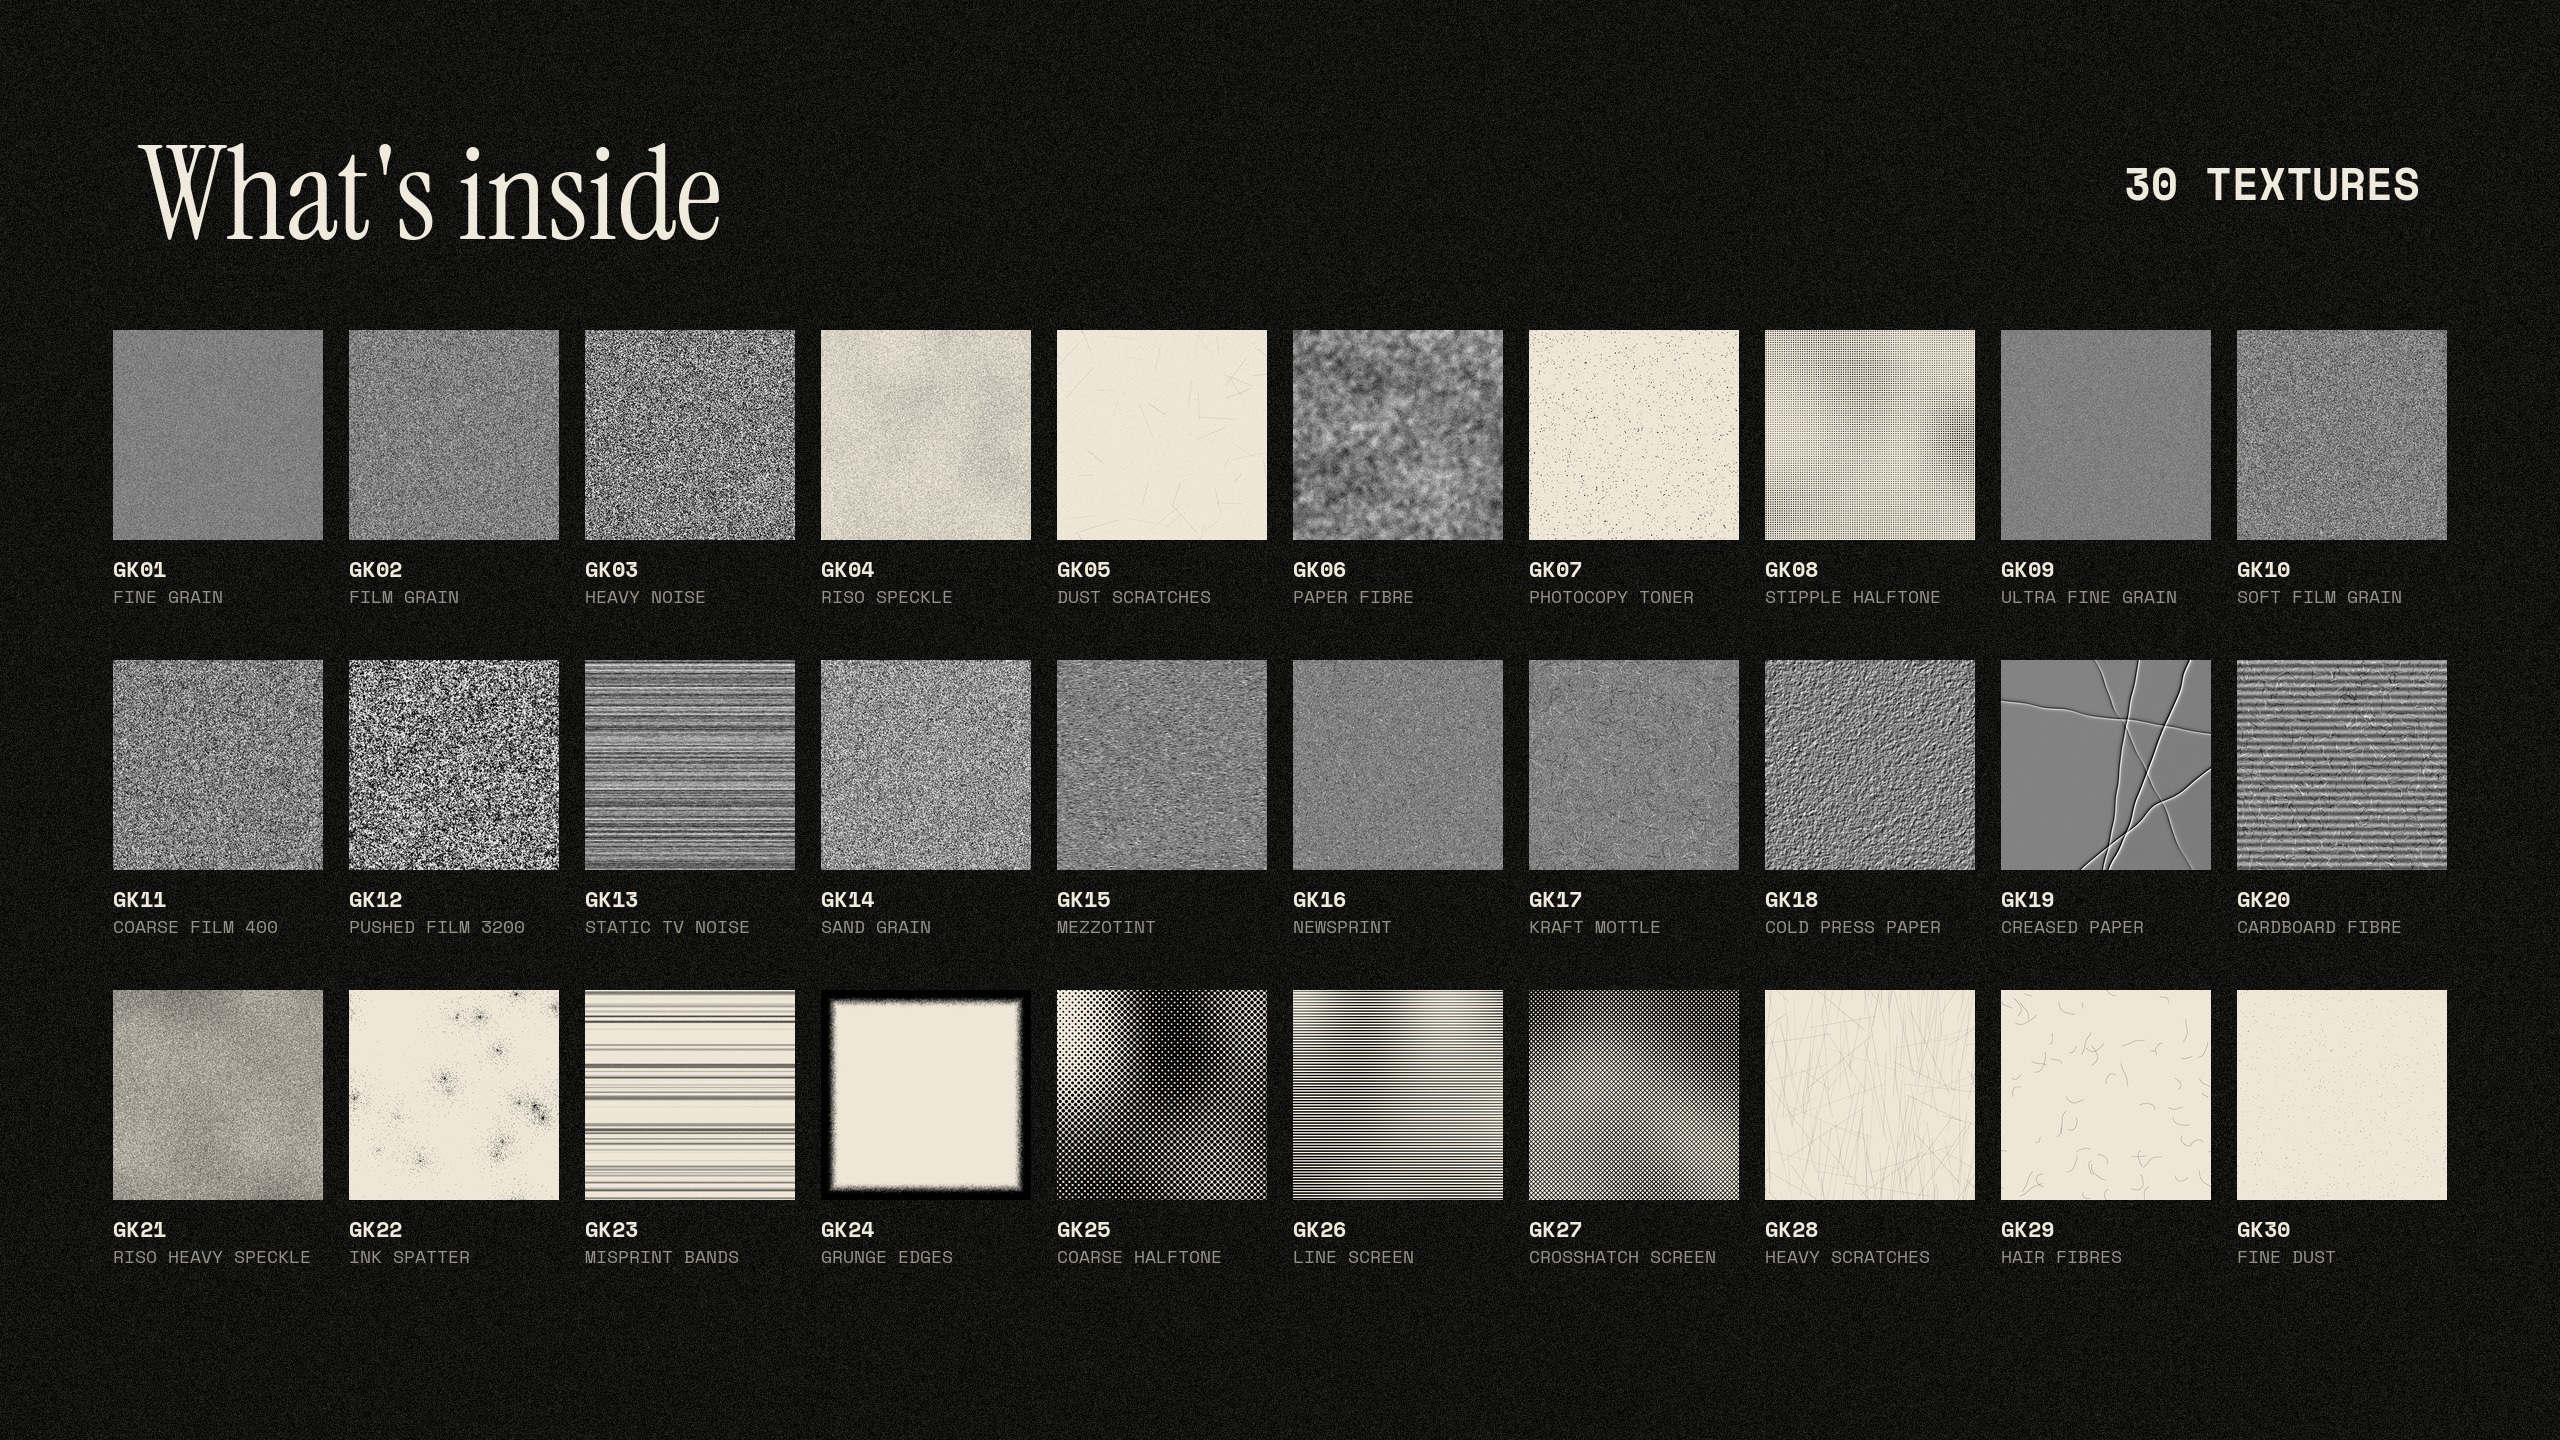 What's inside
30 TEXTURES
GK01 GK02 GK03 GK04 GK05 GK06 GK07 GK08 GK09 GK10
FINE GRAIN FILM GRAIN HEAVY NOISE RISO SPECKLE DUST SCRATCHES PAPER FIBRE PHOTOCOPY TONER STIPPLE HALFTONE ULTRA FINE GRAIN SOFT FILM GRAIN
GK11 GK12 GK13 GK14 GK15 GK16 GK17 GK18 GK19 GK20
COARSE FILM 400 PUSHED FILM 3200 STATIC TV NOISE SAND GRAIN MEZZOTINT NEWSPRINT KRAFT MOTTLE COLD PRESS PAPER CREASED PAPER CARDBOARD FIBRE
GK21 GK22 GK23 GK24 GK25 GK26 GK27 GK28 GK29 GK30
RISO HEAVY SPECKLE INK SPATTER MISPRINT BANDS GRUNGE EDGES COARSE HALFTONE LINE SCREEN CROSSHATCH SCREEN HEAVY SCRATCHES HAIR FIBRES FINE DUST